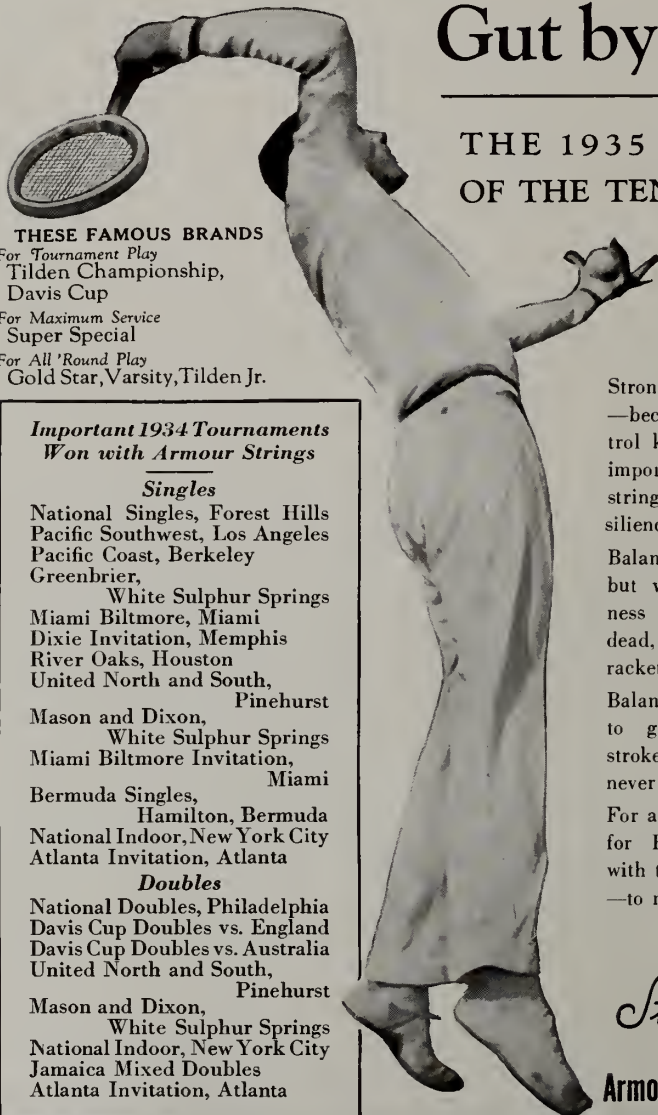 Gut by
THE 1935
OF THE TEN
THESE FAMOUS BRANDS
For Tournament Play
Tilden Championship,
Davis Cup
For Maximum Service
Super Special
For All 'Round Play
Gold Star, Varsity, Tilden Jr.
Important 1934 Tournaments
Won with Armour Strings
Singles
National Singles, Forest Hills
Pacific Southwest, Los Angeles
Pacific Coast, Berkeley
Greenbrier,
White Sulphur Springs
Miami Biltmore, Miami
Dixie Invitation, Memphis
River Oaks, Houston
United North and South,
Pinehurst
Mason and Dixon,
White Sulphur Springs
Miami Biltmore Invitation,
Miami
Bermuda Singles,
Hamilton, Bermuda
National Indoor, New York City
Atlanta Invitation, Atlanta
Doubles
National Doubles, Philadelphia
Davis Cup Doubles vs. England
Davis Cup Doubles vs. Australia
United North and South,
Pinehurst
Mason and Dixon,
White Sulphur Springs
National Indoor, New York City
Jamaica Mixed Doubles
Atlanta Invitation, Atlanta
Stron
—bec
trol k
impor
string
silienc
Balan
but v
ness
dead,
racket
Balan
to g
stroke
never
For a
for
with t
—to r
Armo